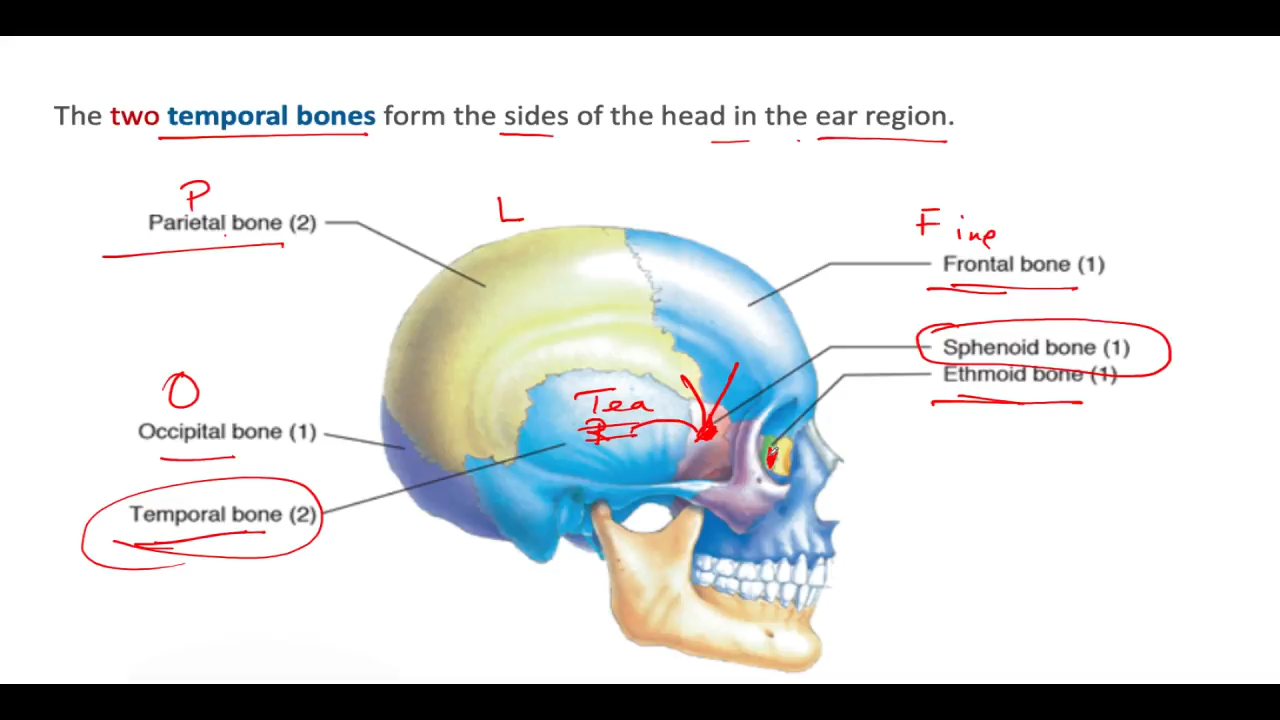 The two temporal bones form the sides of the head in the ear region.
P
Parietal bone (2)
L
F ine
Frontal bone (1)
Sphenoid bone (1)
Ethmoid bone (1)
O
Tea
Occipital bone (1)
Temporal bone (2)